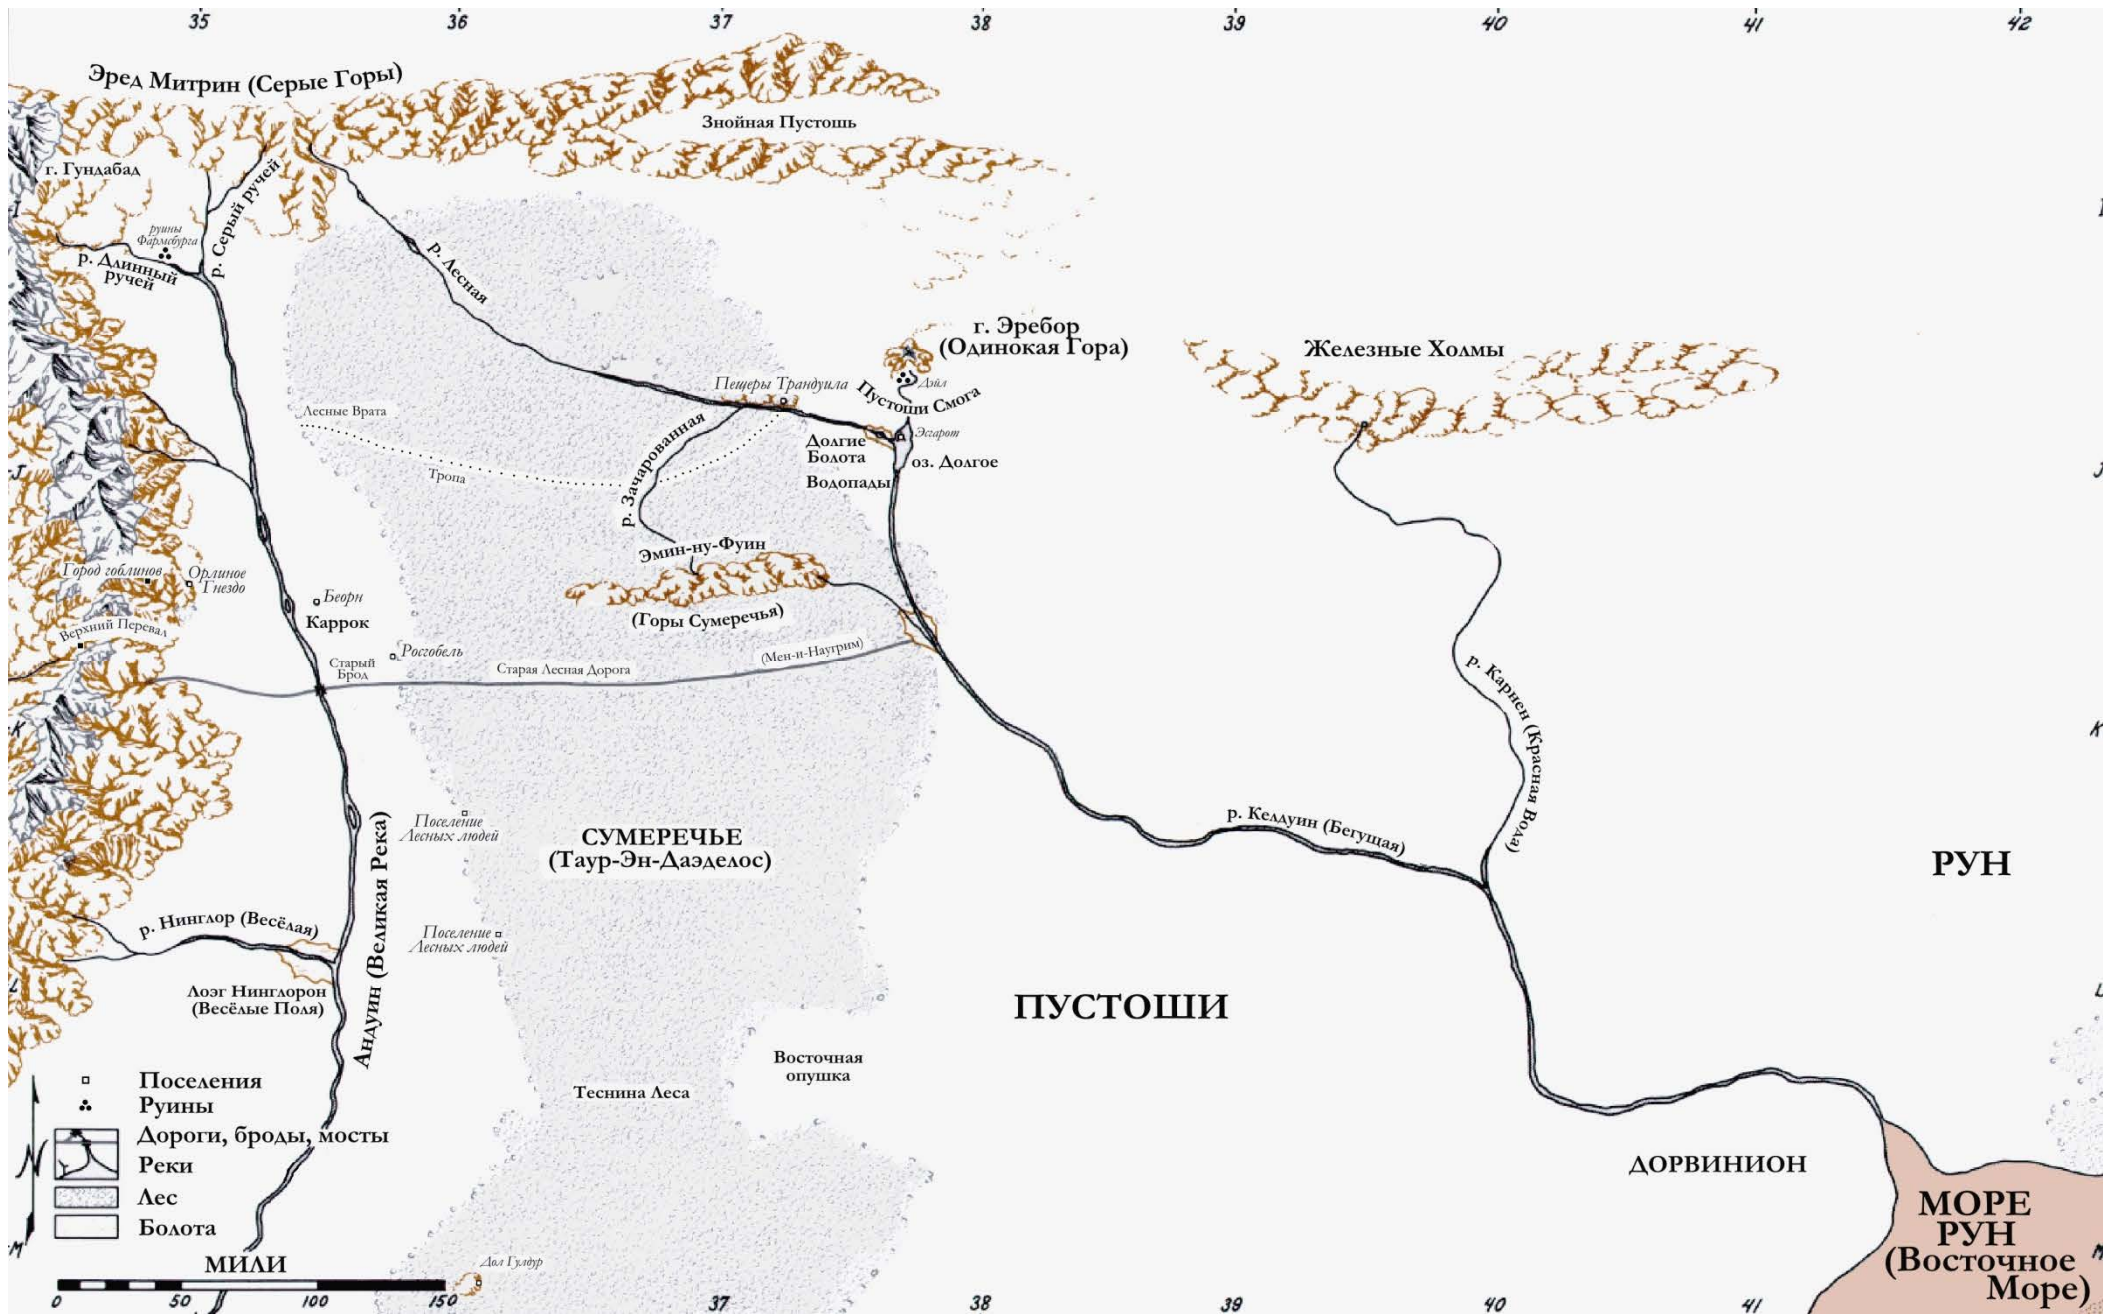 35 36 37 38 39 40 41 42
Эред Митрин (Серые Горы)
Знойная Пустошь
г. Гундабад
I
I
руины
Фармсбурга
р. Серый ручей
р. Длинный
ручей
р. Лесная
г. Эребор
(Одинокая Гора)
Железные Холмы
Пещеры Трандуила
Дэйл
Пустоши Смога
Лесные Врата
Тропа
р. Зачарованная
Долгие
Болота
Эсгарот
оз. Долгое
Водопады
J
J
Эмин-ну-Фуин
(Горы Сумеречья)
Город гоблинов
Орлиное
Гнездо
Беорн
Каррок
Верхний Перевал
Росгобель
Старый
Брод
Старая Лесная Дорога
(Мен-и-Наугрим)
р. Карнен (Красная Вода)
K
K
Поселение
Лесных людей
СУМЕРЕЧЬЕ
(Таур-Эн-Даэделос)
р. Келдуин (Бегущая)
РУН
р. Нинглор (Весёлая)
Андуин (Великая Река)
Поселение
Лесных людей
L
L
Лоэг Нинглорон
(Весёлые Поля)
ПУСТОШИ
Восточная
опушка
Теснина Леса
Поселения
Руины
Дороги, броды, мосты
Реки
Лес
Болота
N
M
M
ДОРВИНИОН
МОРЕ
РУН
(Восточное
Море)
Дол Гулдур
МИЛИ
0 50 100 150
37 38 39 40 41